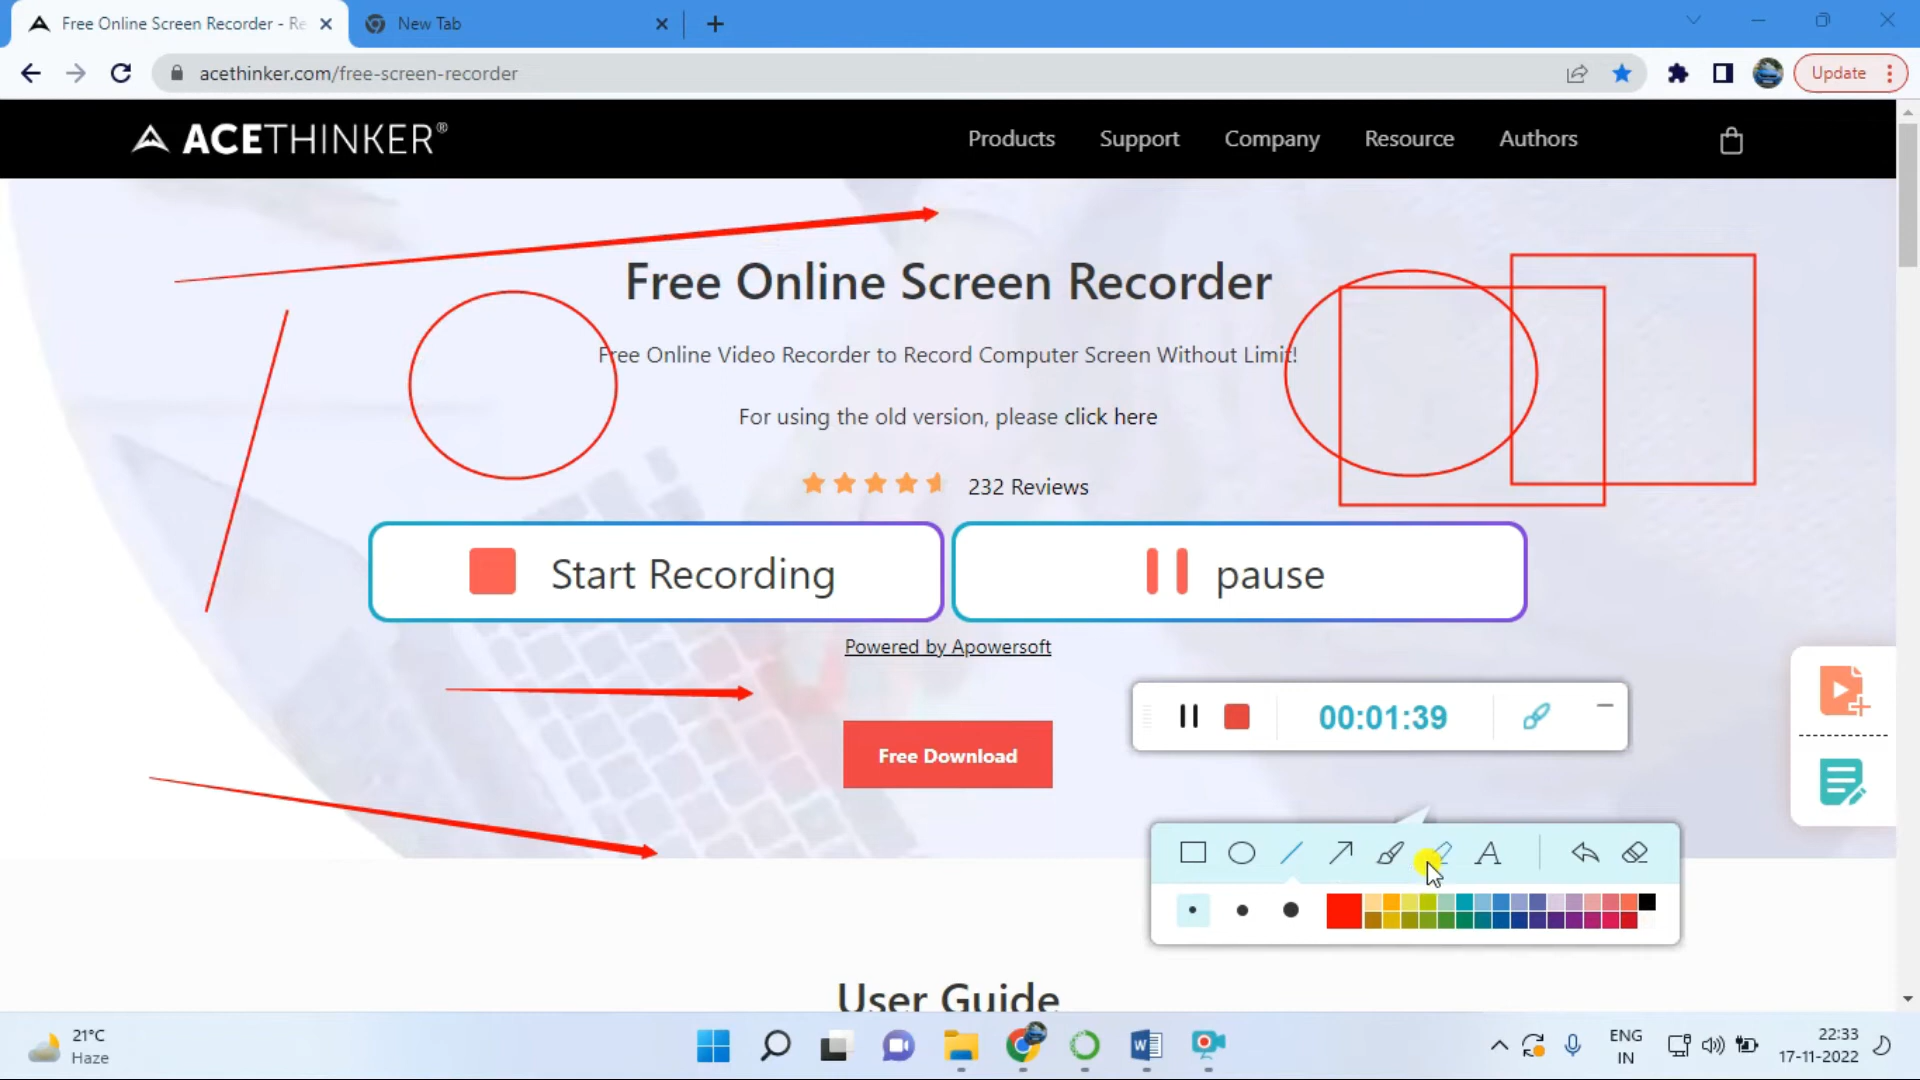 Free Online Screen Recorder - Re
New Tab
acethinker.com/free-screen-recorder
Update
ACETHINKER®
Products
Support
Company
Resource
Authors
Free Online Screen Recorder
Free Online Video Recorder to Record Computer Screen Without Limit!
For using the old version, please click here
232 Reviews
Start Recording
pause
Powered by Apowersoft
00:01:39
Free Download
A
User Guide
21°C
Haze
W
ENG
IN
22:33
17-11-2022